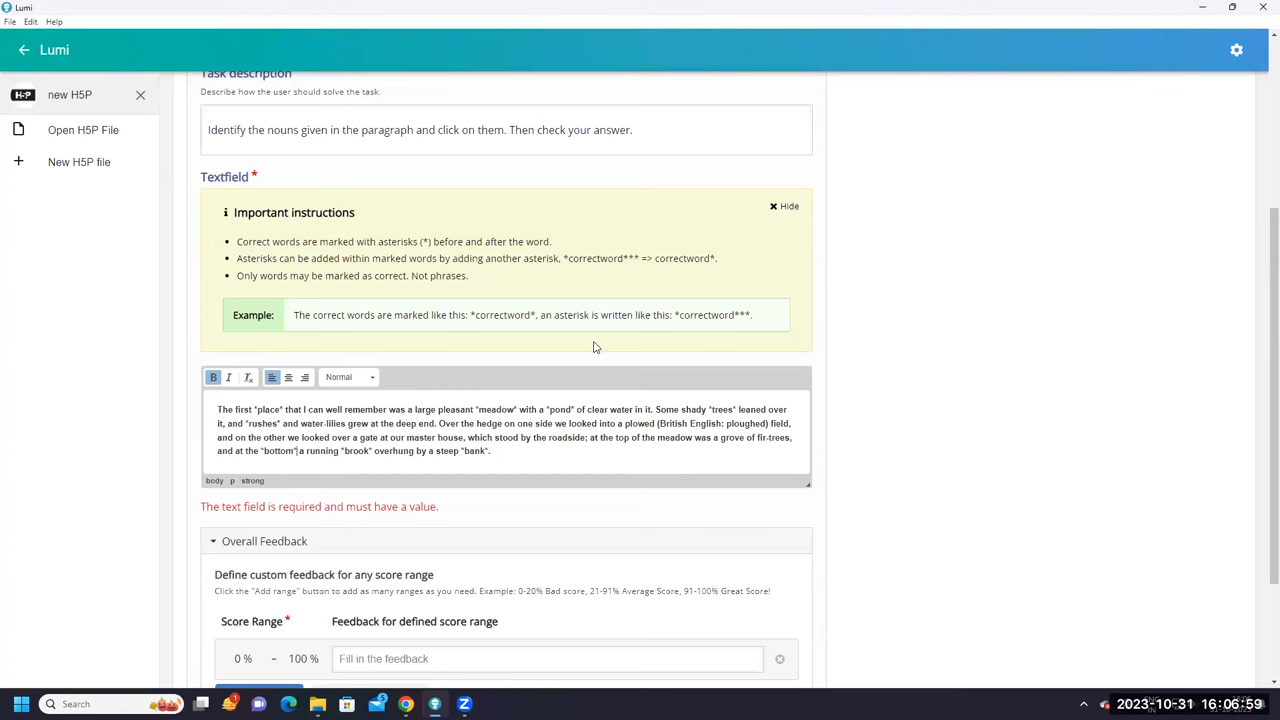 Lumi
File Edit Help
Lumi
H-P new H5P
Open H5P File
New H5P file
Task description
Describe how the user should solve the task.
Identify the nouns given in the paragraph and click on them. Then check your answer.
Textfield *
Important instructions
Hide
Correct words are marked with asterisks (*) before and after the word.
Asterisks can be added within marked words by adding another asterisk, *correctword*** => correctword*.
Only words may be marked as correct. Not phrases.
Example: The correct words are marked like this: *correctword*, an asterisk is written like this: *correctword***.
B I Tx Normal
The first *place* that I can well remember was a large pleasant *meadow* with a *pond* of clear water in it. Some shady *trees* leaned over
it, and *rushes* and water-lilies grew at the deep end. Over the hedge on one side we looked into a plowed (British English: ploughed) field,
and on the other we looked over a gate at our master house, which stood by the roadside; at the top of the meadow was a grove of fir-trees,
and at the *bottom* a running *brook* overhung by a steep *bank*.
body p strong
The text field is required and must have a value.
Overall Feedback
Define custom feedback for any score range
Click the "Add range" button to add as many ranges as you need. Example: 0-20% Bad score, 21-91% Average Score, 91-100% Great Score!
Score Range * Feedback for defined score range
0 % - 100 % Fill in the feedback
Search
2023-10-31 16:06:59